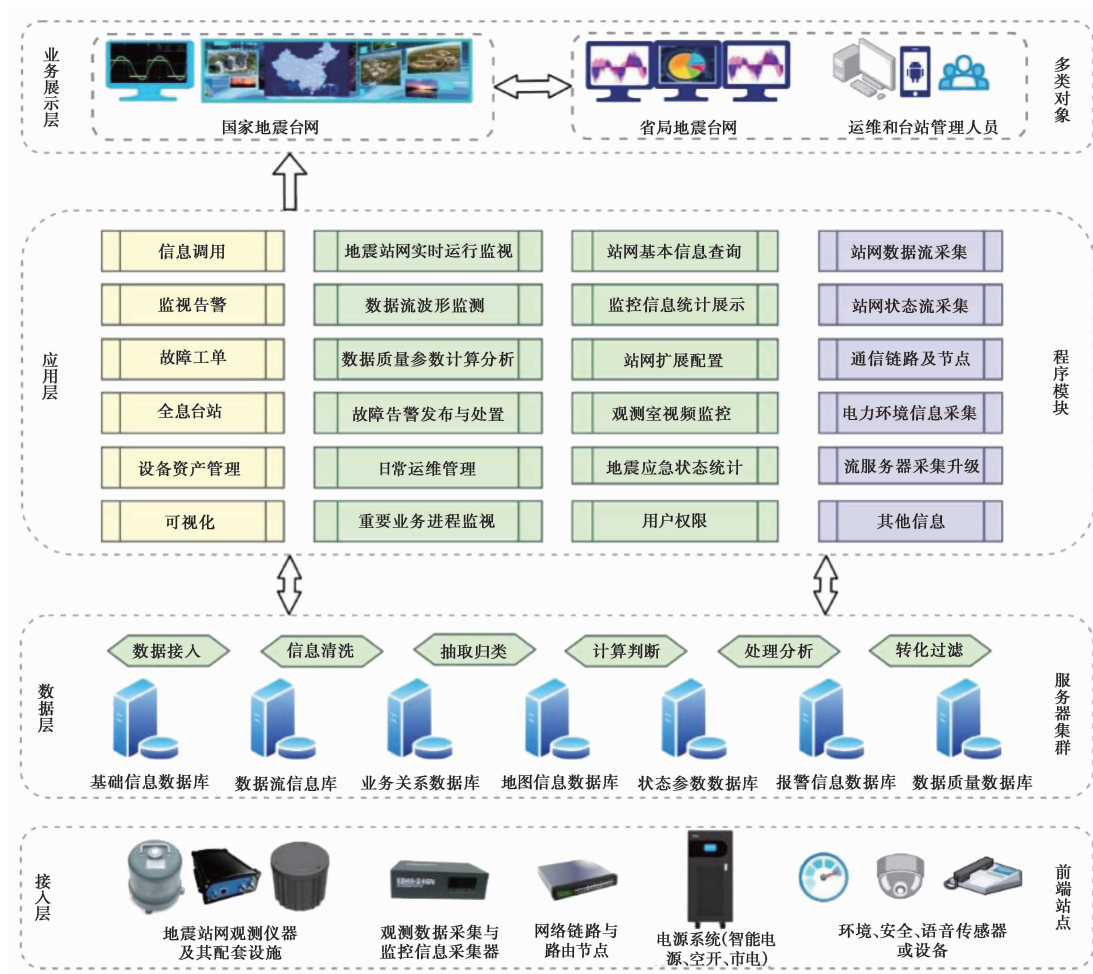 业务展示层
国家地震台网
省局地震台网
运维和台站管理人员
多类对象
应用层
信息调用
地震站网实时运行监视
站网基本信息查询
站网数据流采集
监视告警
数据流波形监测
监控信息统计展示
站网状态流采集
故障工单
数据质量参数计算分析
站网扩展配置
通信链路及节点
全息台站
故障告警发布与处置
观测室视频监控
电力环境信息采集
设备资产管理
日常运维管理
地震应急状态统计
流服务器采集升级
可视化
重要业务进程监视
用户权限
其他信息
程序模块
数据层
数据接入
信息清洗
抽取归类
计算判断
处理分析
转化过滤
基础信息数据库
数据流信息库
业务关系数据库
地图信息数据库
状态参数数据库
报警信息数据库
数据质量数据库
服务器集群
接入层
地震站网观测仪器
及其配套设施
观测数据采集与
监控信息采集器
网络链路与
路由节点
电源系统(智能电
源、空开、市电)
环境、安全、语音传感器
或设备
前端站点